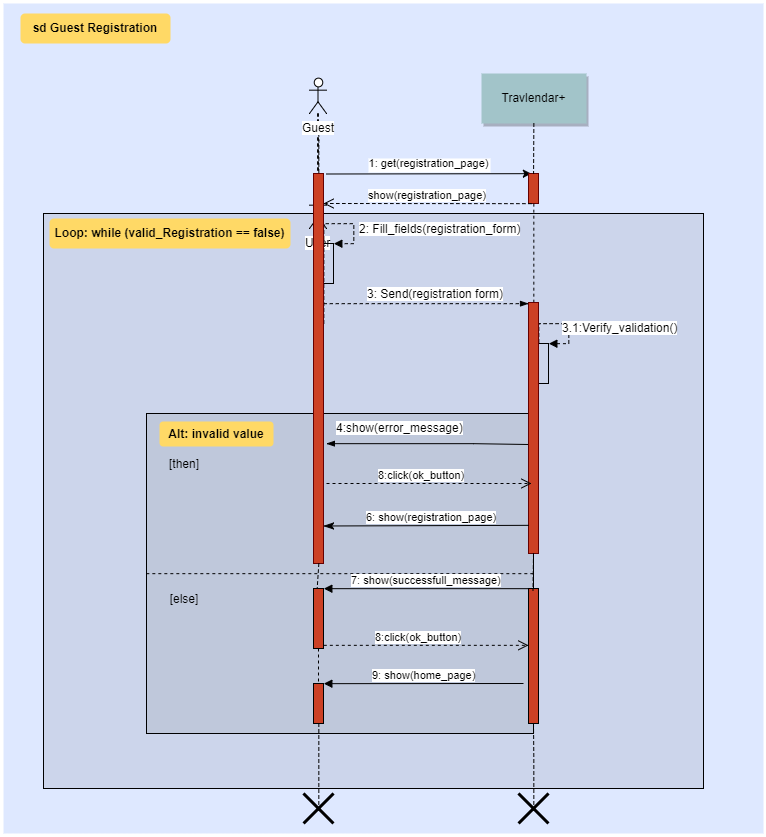 sd Guest Registration
Guest
Travlendar+
1: get(registration_page)
show(registration_page)
Loop: while (valid_Registration == false)
2: Fill_fields(registration_form)
3: Send(registration form)
3.1:Verify_validation()
Alt: invalid value
4:show(error_message)
[then]
8:click(ok_button)
6: show(registration_page)
7: show(successfull_message)
[else]
8:click(ok_button)
9: show(home_page)